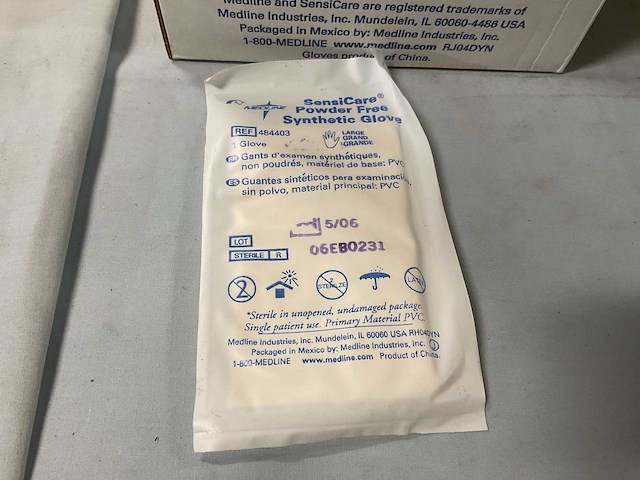 Medline and SensiCare are registered trademarks of
Medline Industries, Inc. Mundelein, IL 60060-4486 USA
Packaged in Mexico by: Medline Industries, Inc.
1-800-MEDLINE www.medline.com RJ04DYN
Gloves product of China.
MEDLINE
SensiCare®
Powder Free
Synthetic Glove
REF 484403
1 Glove
LARGE
GRAND
GRANDE
Gants d'examen synthétiques,
non poudrés, matériel de base: PVC
ES Guantes sintéticos para examinación,
sin polvo, material principal: PVC
5/06
LOT
06EB0231
STERILE R
2
2
STERILIZE
LATEX
*Sterile in unopened, undamaged package.
Single patient use. Primary Material PVC.
Medline Industries, Inc. Mundelein, IL 60060 USA RH04DYN
Packaged in Mexico by: Medline Industries, Inc.
1-800-MEDLINE www.medline.com Product of China.